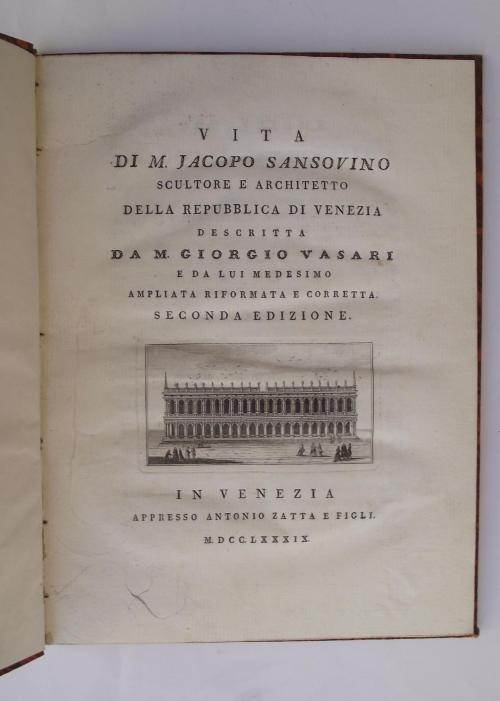 VITA
DI M. JACOPO SANSOVINO
SCULTORE E ARCHITETTO
DELLA REPUBBLICA DI VENEZIA
DESCRITTA
DA M. GIORGIO VASARI
E DA LUI MEDESIMO
AMPLIATA RIFORMATA E CORRETTA.
SECONDA EDIZIONE.
IN VENEZIA
APPRESSO ANTONIO ZATTA E FIGLI.
M.DCC.LXXXIX.